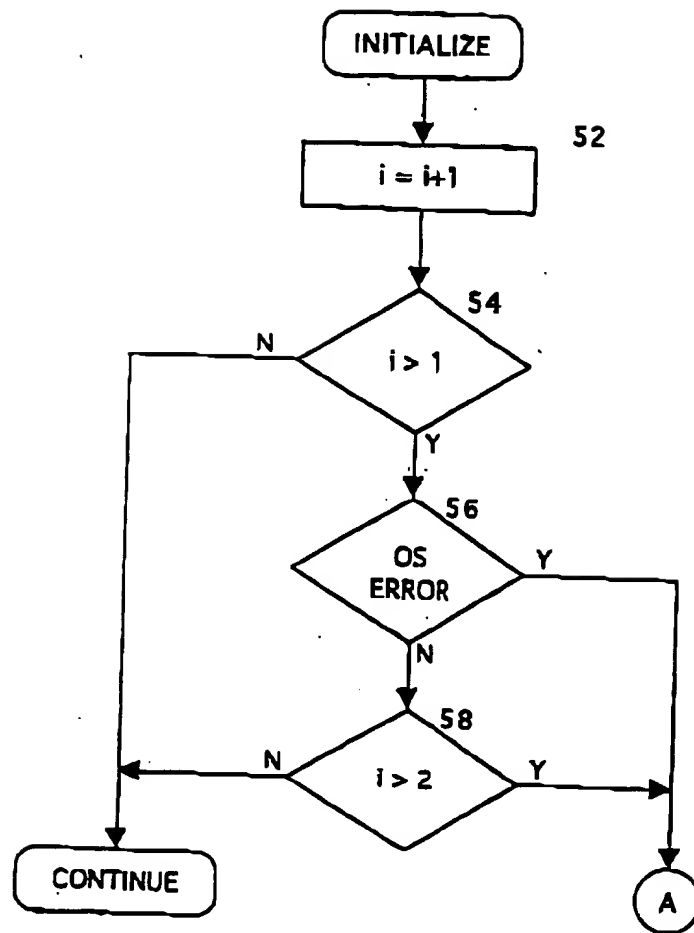 INITIALIZE
52
i = i+1
54
N
i > 1
Y
56
OS
ERROR
Y
N
58
N
i > 2
Y
CONTINUE
A